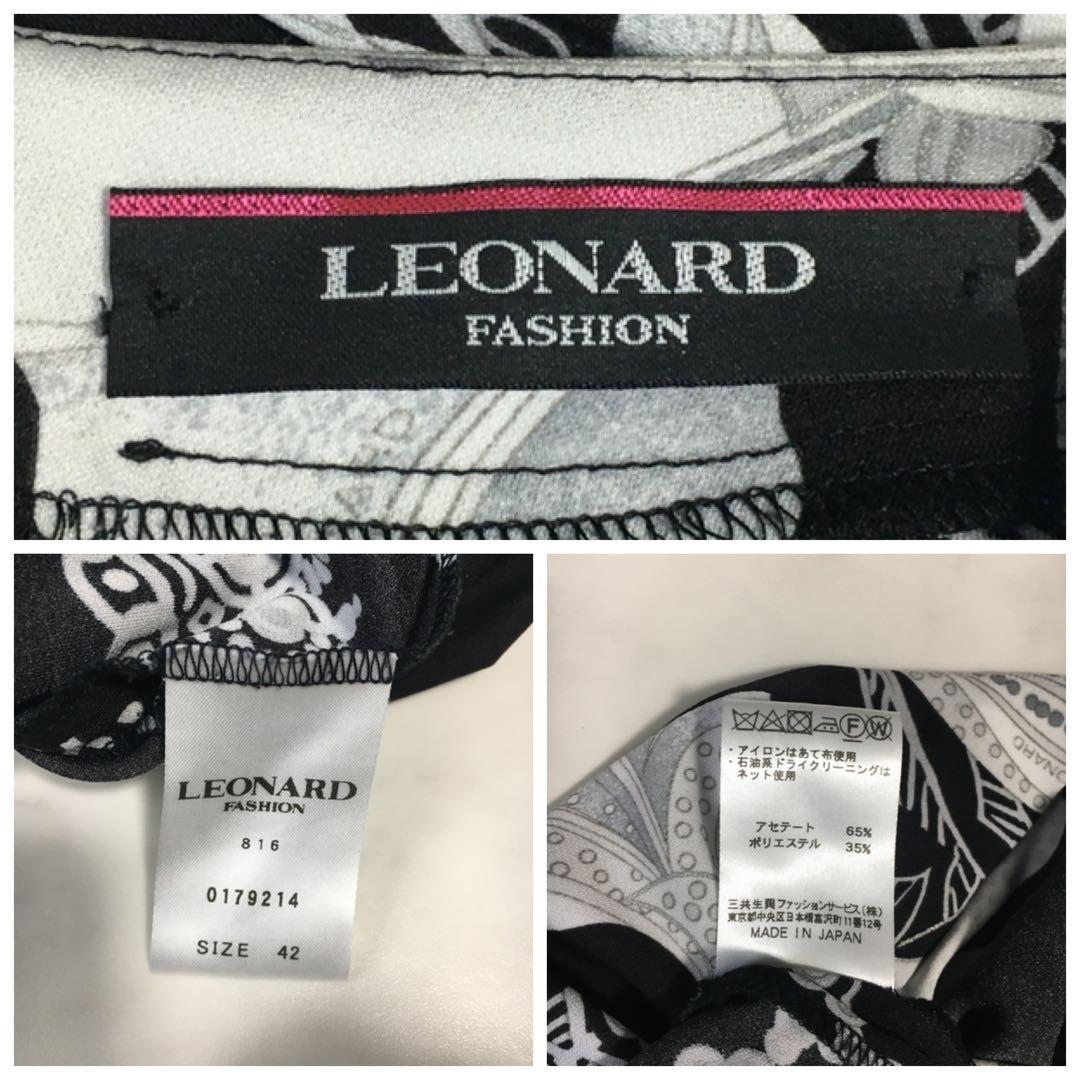 LEONARD
FASHION
LEONARD
FASHION
816
0179214
SIZE 42
F W
・アイロンはあて布使用
・石油系ドライクリーニングは
ネット使用
アセテート 65%
ポリエステル 35%
三共生興ファッションサービス(株)
東京都中央区日本橋富沢町11番12号
MADE IN JAPAN